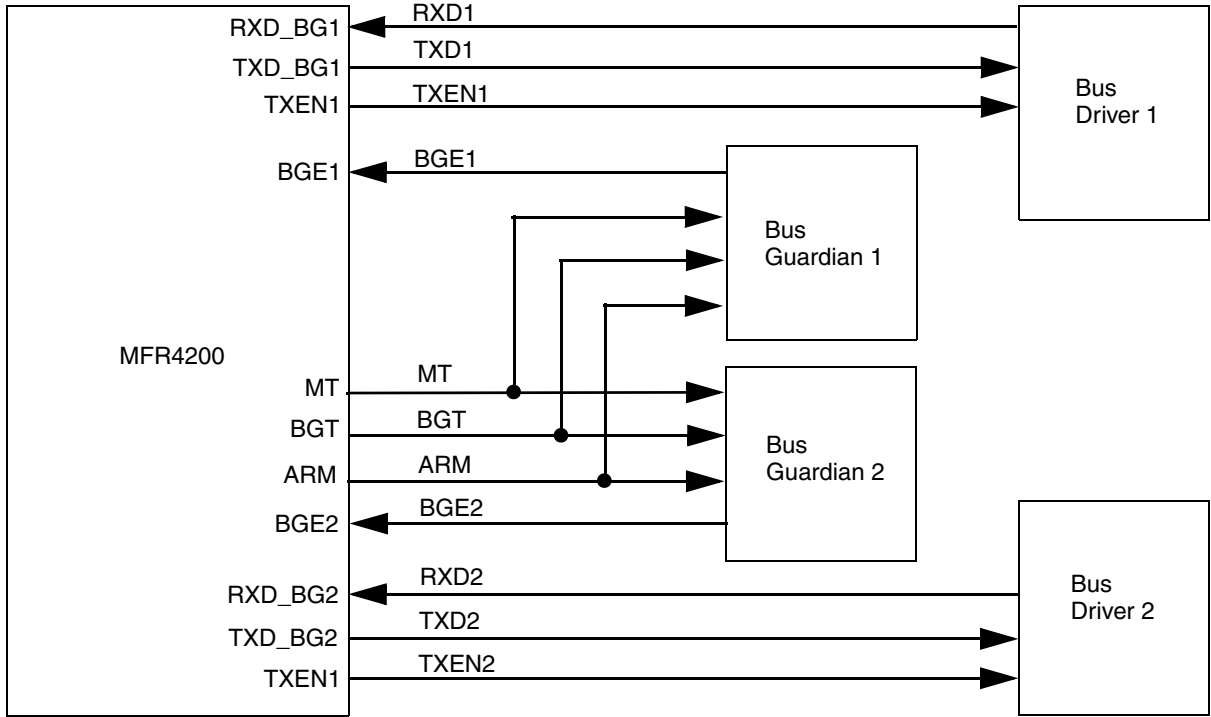 RXD_BG1
RXD1
TXD_BG1
TXD1
TXEN1
TXEN1
Bus
Driver 1
BGE1
BGE1
Bus
Guardian 1
MFR4200
MT
MT
BGT
BGT
ARM
ARM
Bus
Guardian 2
BGE2
BGE2
RXD_BG2
RXD2
TXD_BG2
TXD2
TXEN1
TXEN2
Bus
Driver 2